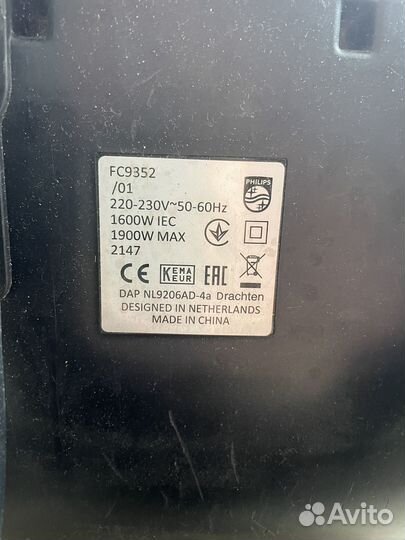 FC9352
/01
220-230V~50-60Hz
1600W IEC
1900W MAX
2147
PHILIPS
CE KEMA KEUR EAC
DAP NL9206AD-4a Drachten
DESIGNED IN NETHERLANDS
MADE IN CHINA
Avito